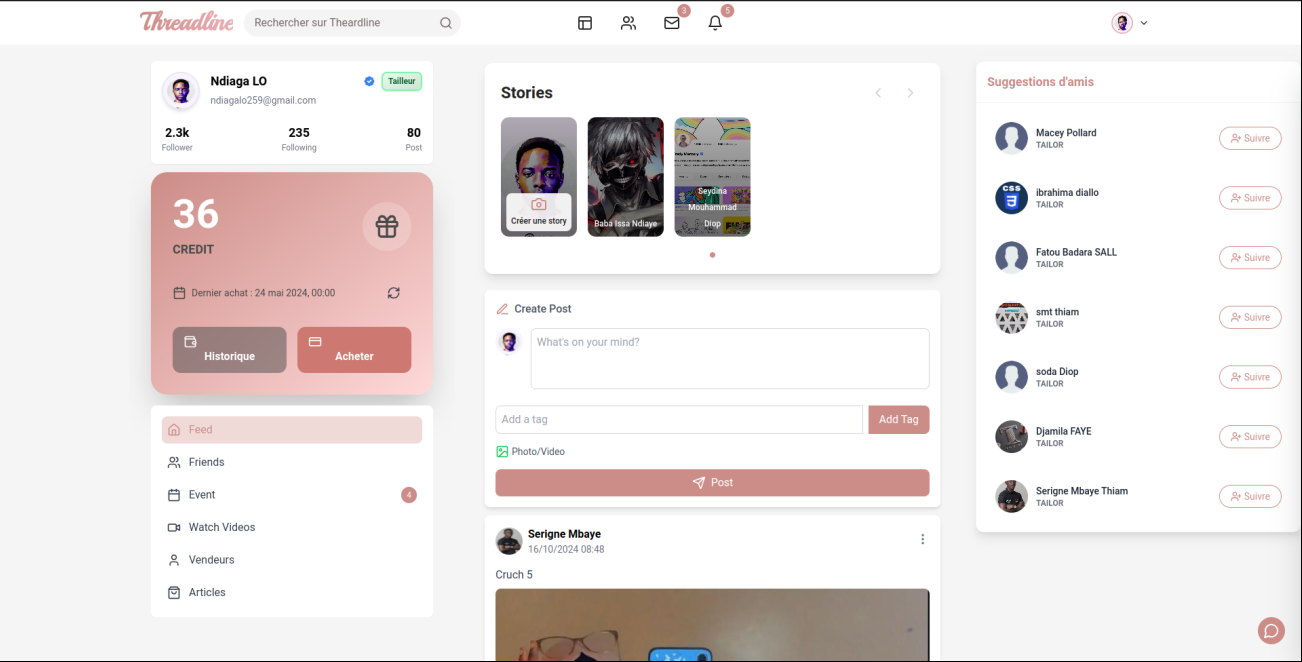 Threadline
Rechercher sur Theardline
3
5
Ndiaga LO
Tailleur
ndiagalo259@gmail.com
2.3k
235
80
Follower
Following
Post
36
CREDIT
Dernier achat : 24 mai 2024, 00:00
Historique
Acheter
Feed
Friends
Event
4
Watch Videos
Vendeurs
Articles
Stories
Créer une story
Baba Issa Ndiaye
Seydina
Mouhammad
Diop
Create Post
What's on your mind?
Add a tag
Add Tag
Photo/Video
Post
Serigne Mbaye
16/10/2024 08:48
Cruch 5
Suggestions d'amis
Macey Pollard
TAILOR
Suivre
CSS
3
ibrahima diallo
TAILOR
Suivre
Fatou Badara SALL
TAILOR
Suivre
smt thiam
TAILOR
Suivre
soda Diop
TAILOR
Suivre
Djamila FAYE
TAILOR
Suivre
Serigne Mbaye Thiam
TAILOR
Suivre